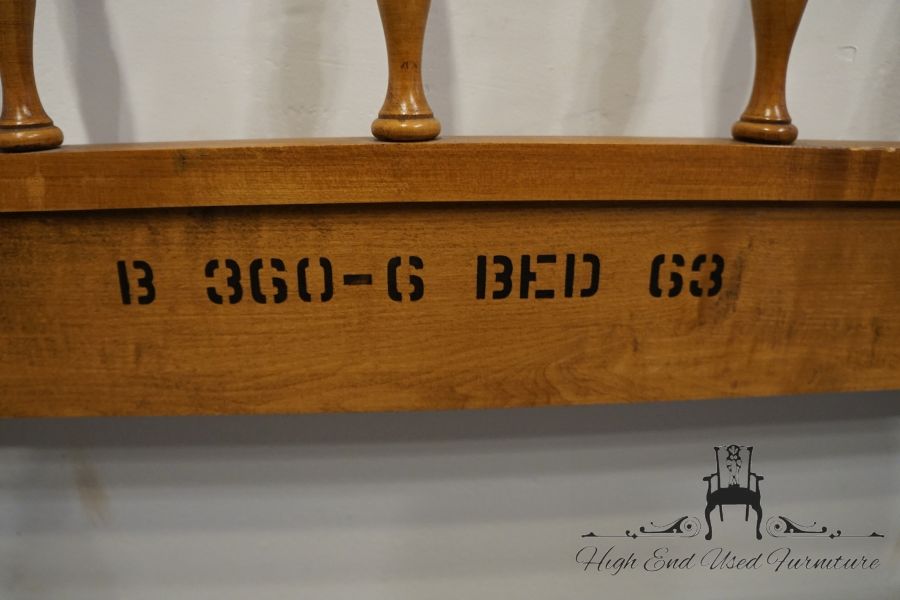 B 360-6 BED 63
High End Used Furniture